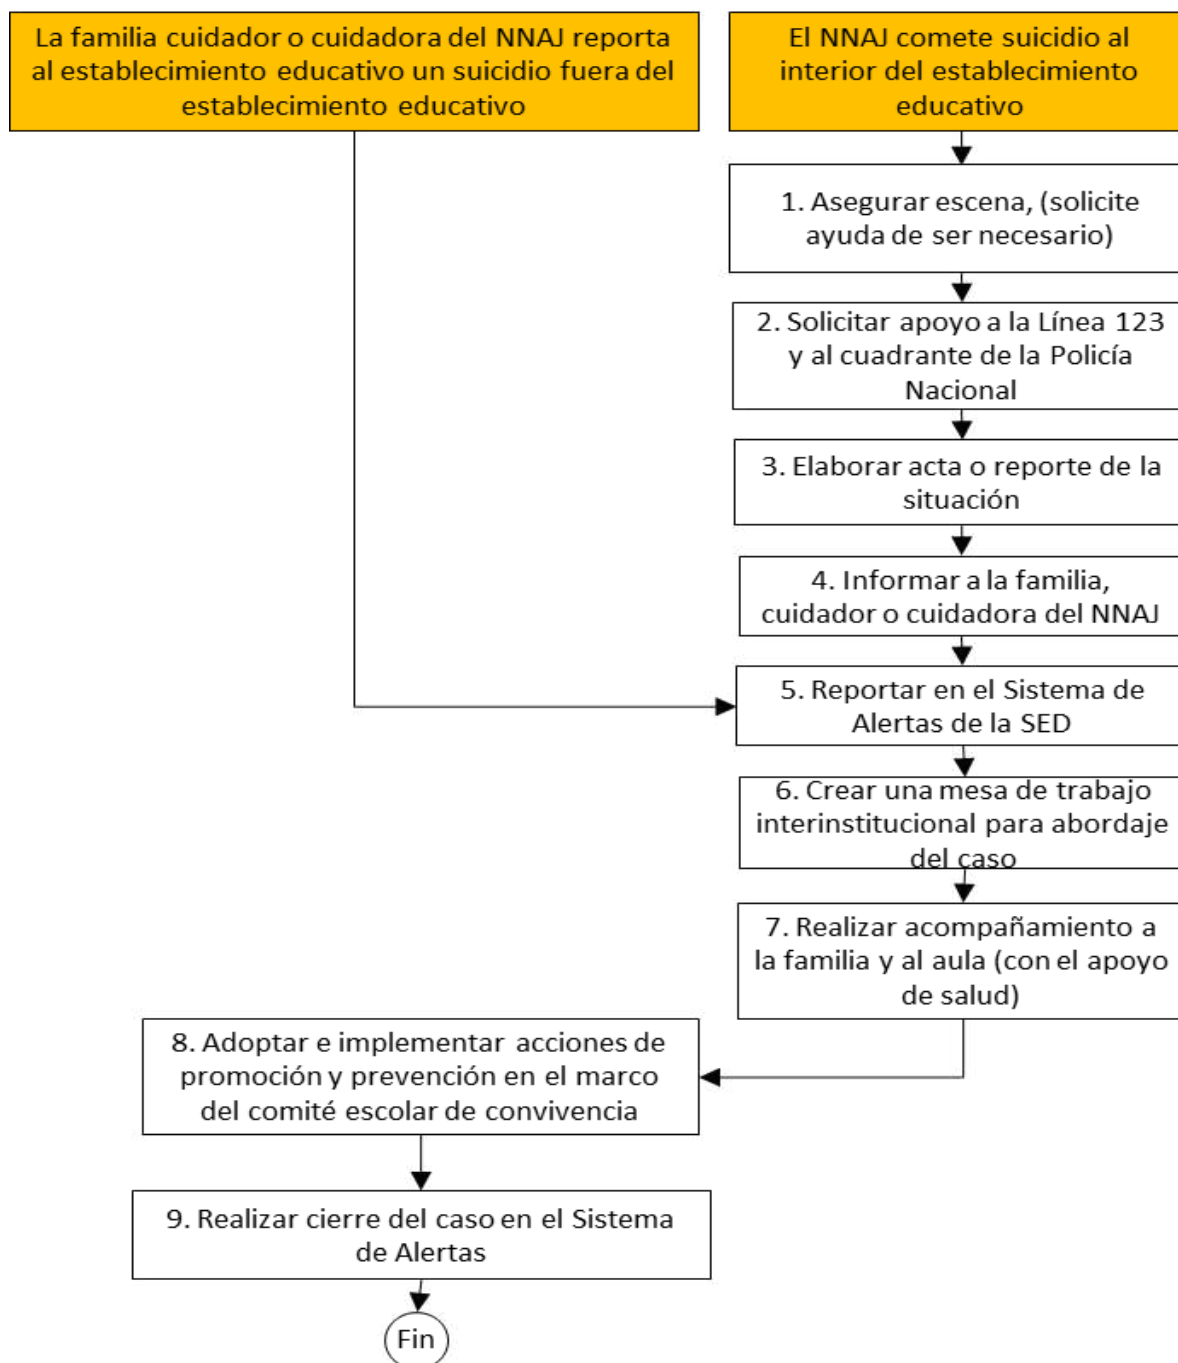 La familia cuidador o cuidadora del NNAJ reporta
al establecimiento educativo un suicidio fuera del
establecimiento educativo
El NNAJ comete suicidio al
interior del establecimiento
educativo
1. Asegurar escena, (solicite
ayuda de ser necesario)
2. Solicitar apoyo a la Línea 123
y al cuadrante de la Policía
Nacional
3. Elaborar acta o reporte de la
situación
4. Informar a la familia,
cuidador o cuidadora del NNAJ
5. Reportar en el Sistema de
Alertas de la SED
6. Crear una mesa de trabajo
interinstitucional para abordaje
del caso
7. Realizar acompañamiento a
la familia y al aula (con el apoyo
de salud)
8. Adoptar e implementar acciones de
promoción y prevención en el marco
del comité escolar de convivencia
9. Realizar cierre del caso en el Sistema
de Alertas
Fin